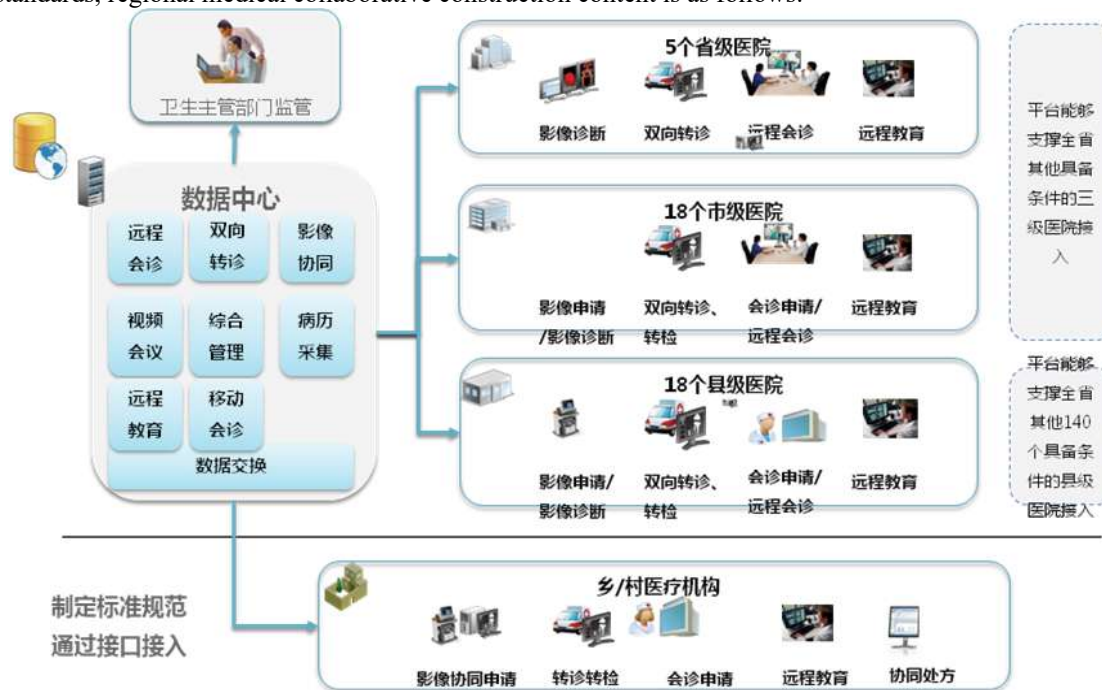 standards, regional medical collaborative construction content is as follows:
卫生主管部门监管
数据中心
远程
会诊
双向
转诊
影像
协同
视频
会议
综合
管理
病历
采集
远程
教育
移动
会诊
数据交换
5个省级医院
影像诊断
双向转诊
远程会诊
远程教育
18个市级医院
影像申请
/影像诊断
双向转诊、
转检
会诊申请/
远程会诊
远程教育
18个县级医院
影像申请/
影像诊断
双向转诊、
转检
会诊申请/
远程会诊
远程教育
平台能够
支撑全省
其他具备
条件的三
级医院接
入
平台能够
支撑全省
其他140
个具备条
件的县级
医院接入
制定标准规范
通过接口接入
乡/村医疗机构
影像协同申请
转诊转检
会诊申请
远程教育
协同处方